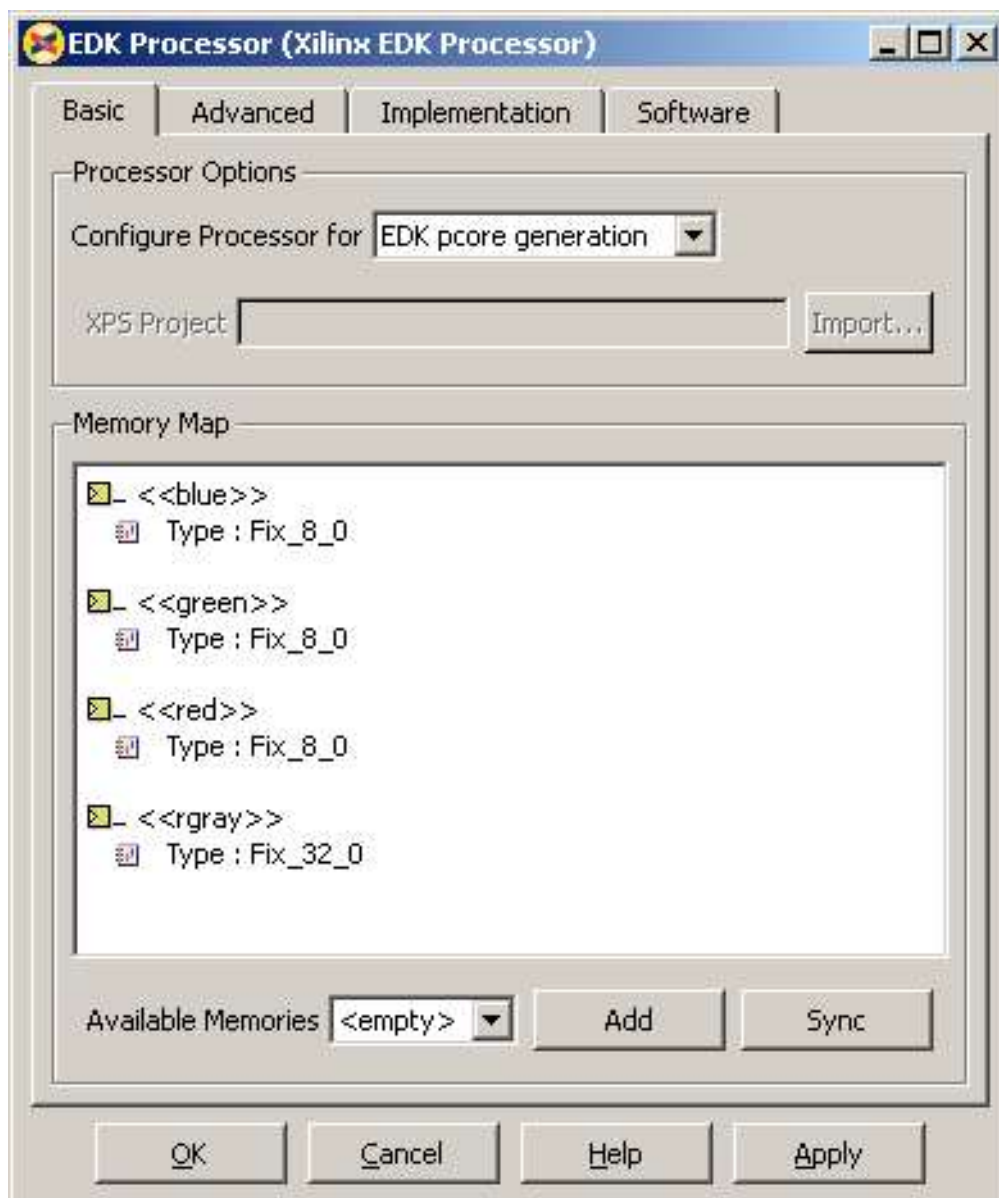 EDK Processor (Xilinx EDK Processor)
Basic Advanced Implementation Software
Processor Options
Configure Processor for EDK pcore generation
XPS Project Import...
Memory Map
<<blue>>
Type : Fix_8_0
<<green>>
Type : Fix_8_0
<<red>>
Type : Fix_8_0
<<rgray>>
Type : Fix_32_0
Available Memories <empty> Add Sync
OK Cancel Help Apply